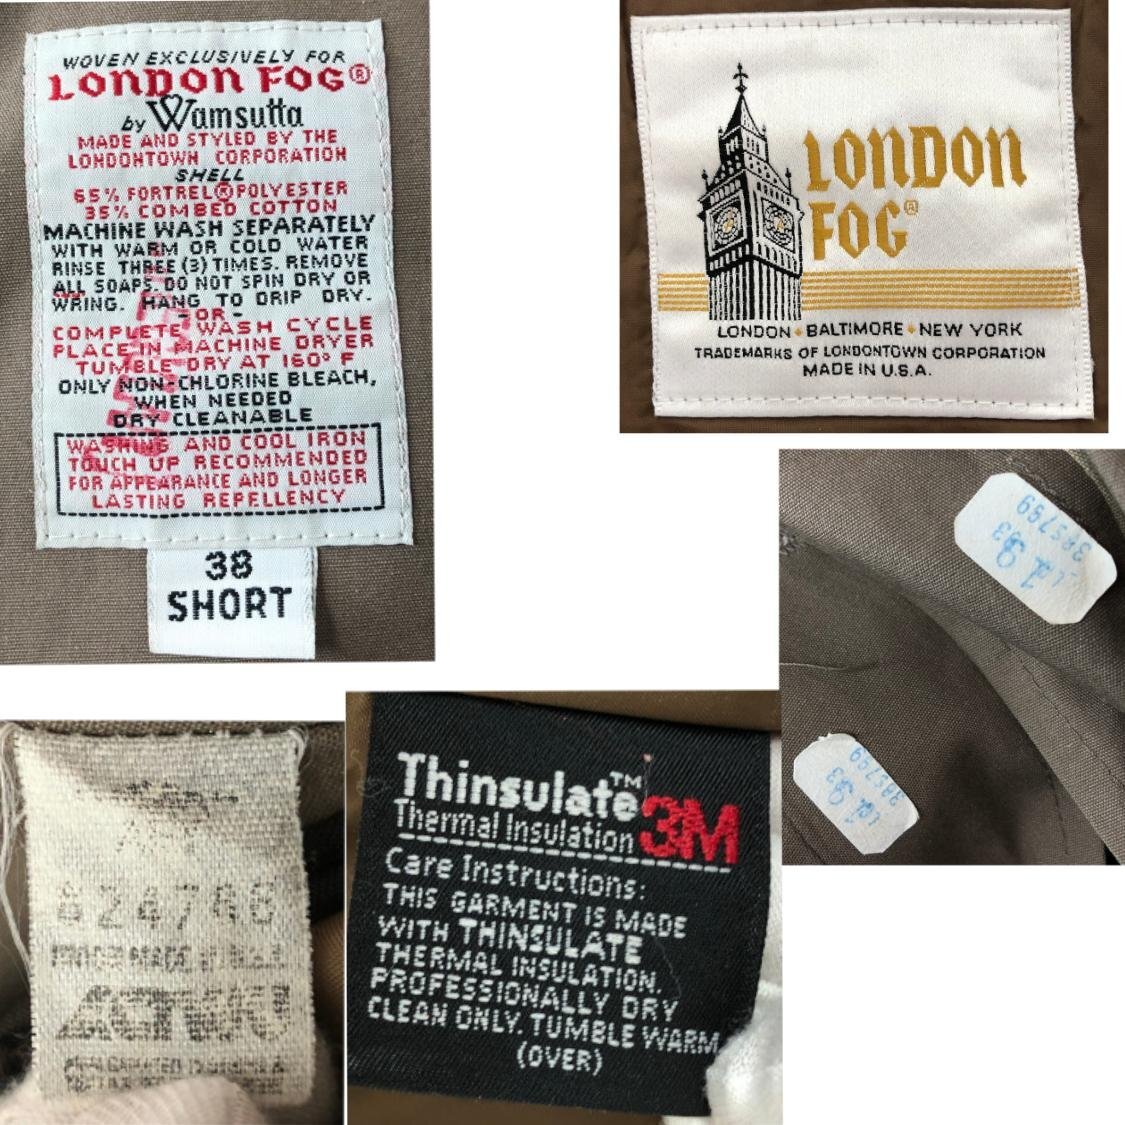 WOVEN EXCLUSIVELY FOR
LONDON FOG®
by Wamsutta
MADE AND STYLED BY THE
LONDONTOWN CORPORATION
SHELL
65% FORTREL® POLYESTER
35% COMBED COTTON
MACHINE WASH SEPARATELY
WITH WARM OR COLD WATER
RINSE THREE (3) TIMES. REMOVE
ALL SOAPS. DO NOT SPIN DRY OR
WRING. HANG TO DRIP DRY.
-OR-
COMPLETE WASH CYCLE
PLACE IN MACHINE DRYER
TUMBLE DRY AT 160° F
ONLY NON-CHLORINE BLEACH,
WHEN NEEDED
DRY CLEANABLE
WASHING AND COOL IRON
TOUCH UP RECOMMENDED
FOR APPEARANCE AND LONGER
LASTING REPELLENCY
38
SHORT
LONDON
FOG®
LONDON • BALTIMORE • NEW YORK
TRADEMARKS OF LONDONTOWN CORPORATION
MADE IN U.S.A.
38S799
193
38S799
193
ACTWU
Thinsulate™
Thermal Insulation 3M
Care Instructions:
THIS GARMENT IS MADE
WITH THINSULATE
THERMAL INSULATION.
PROFESSIONALLY DRY
CLEAN ONLY. TUMBLE WARM
(OVER)